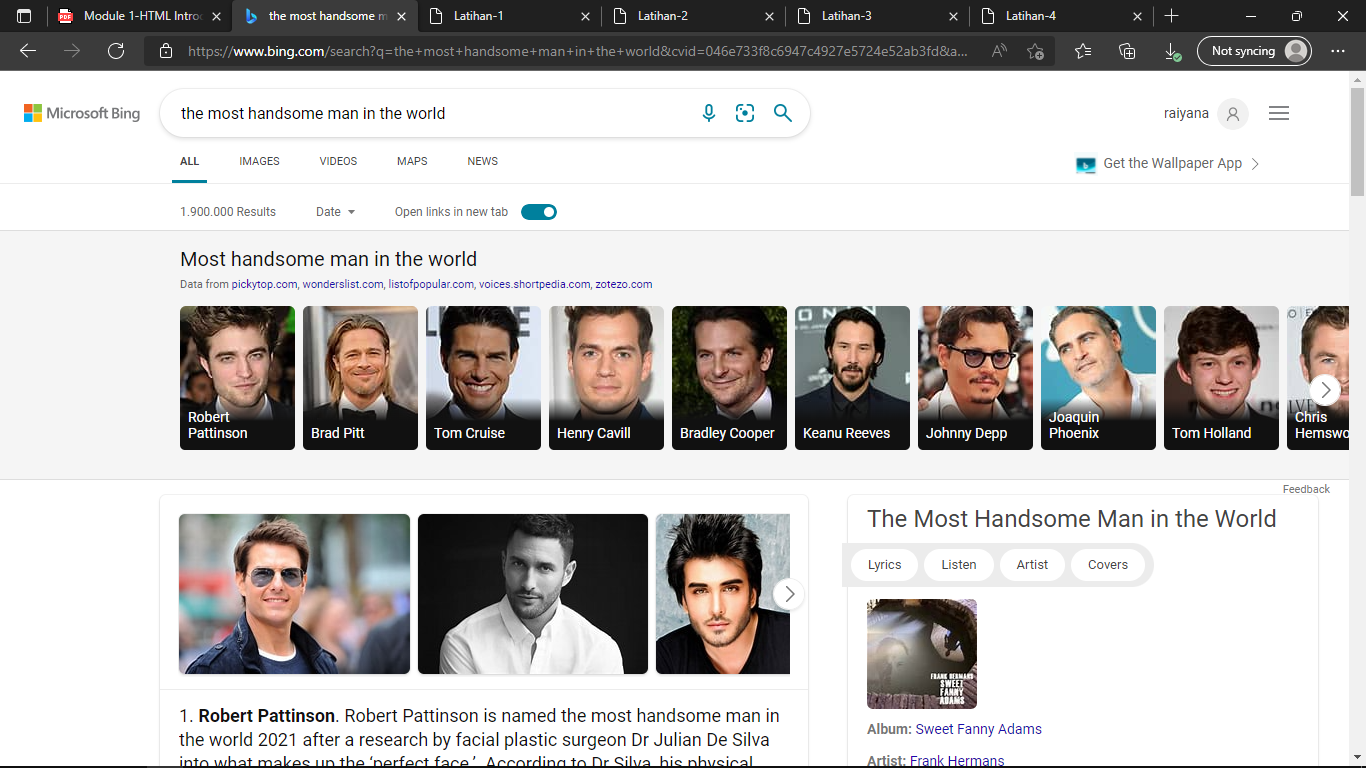 Module 1-HTML Introd
the most handsome m
Latihan-1
Latihan-2
Latihan-3
Latihan-4
https://www.bing.com/search?q=the+most+handsome+man+in+the+world&cvid=046e733f8c6947c4927e5724e52ab3fd&a...
Not syncing
Microsoft Bing
the most handsome man in the world
raiyana
ALL
IMAGES
VIDEOS
MAPS
NEWS
Get the Wallpaper App
1.900.000 Results
Date
Open links in new tab
Most handsome man in the world
Data from pickytop.com, wonderslist.com, listofpopular.com, voices.shortpedia.com, zotezo.com
Robert
Pattinson
Brad Pitt
Tom Cruise
Henry Cavill
Bradley Cooper
Keanu Reeves
Johnny Depp
Joaquin
Phoenix
Tom Holland
Chris
Hemswo
Feedback
1. Robert Pattinson. Robert Pattinson is named the most handsome man in
the world 2021 after a research by facial plastic surgeon Dr Julian De Silva
into what makes up the ‘perfect face.’. According to Dr Silva, his physical
The Most Handsome Man in the World
Lyrics
Listen
Artist
Covers
FRANK HERMANS
SWEET
FANNY
ADAMS
Album: Sweet Fanny Adams
Artist: Frank Hermans